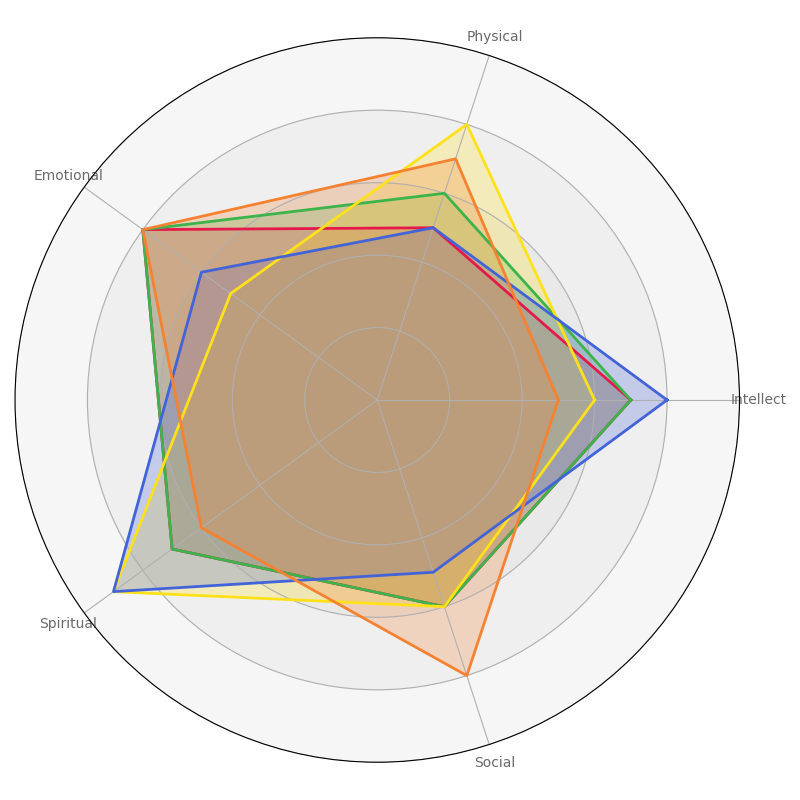 Physical
Emotional
Intellect
Spiritual
Social